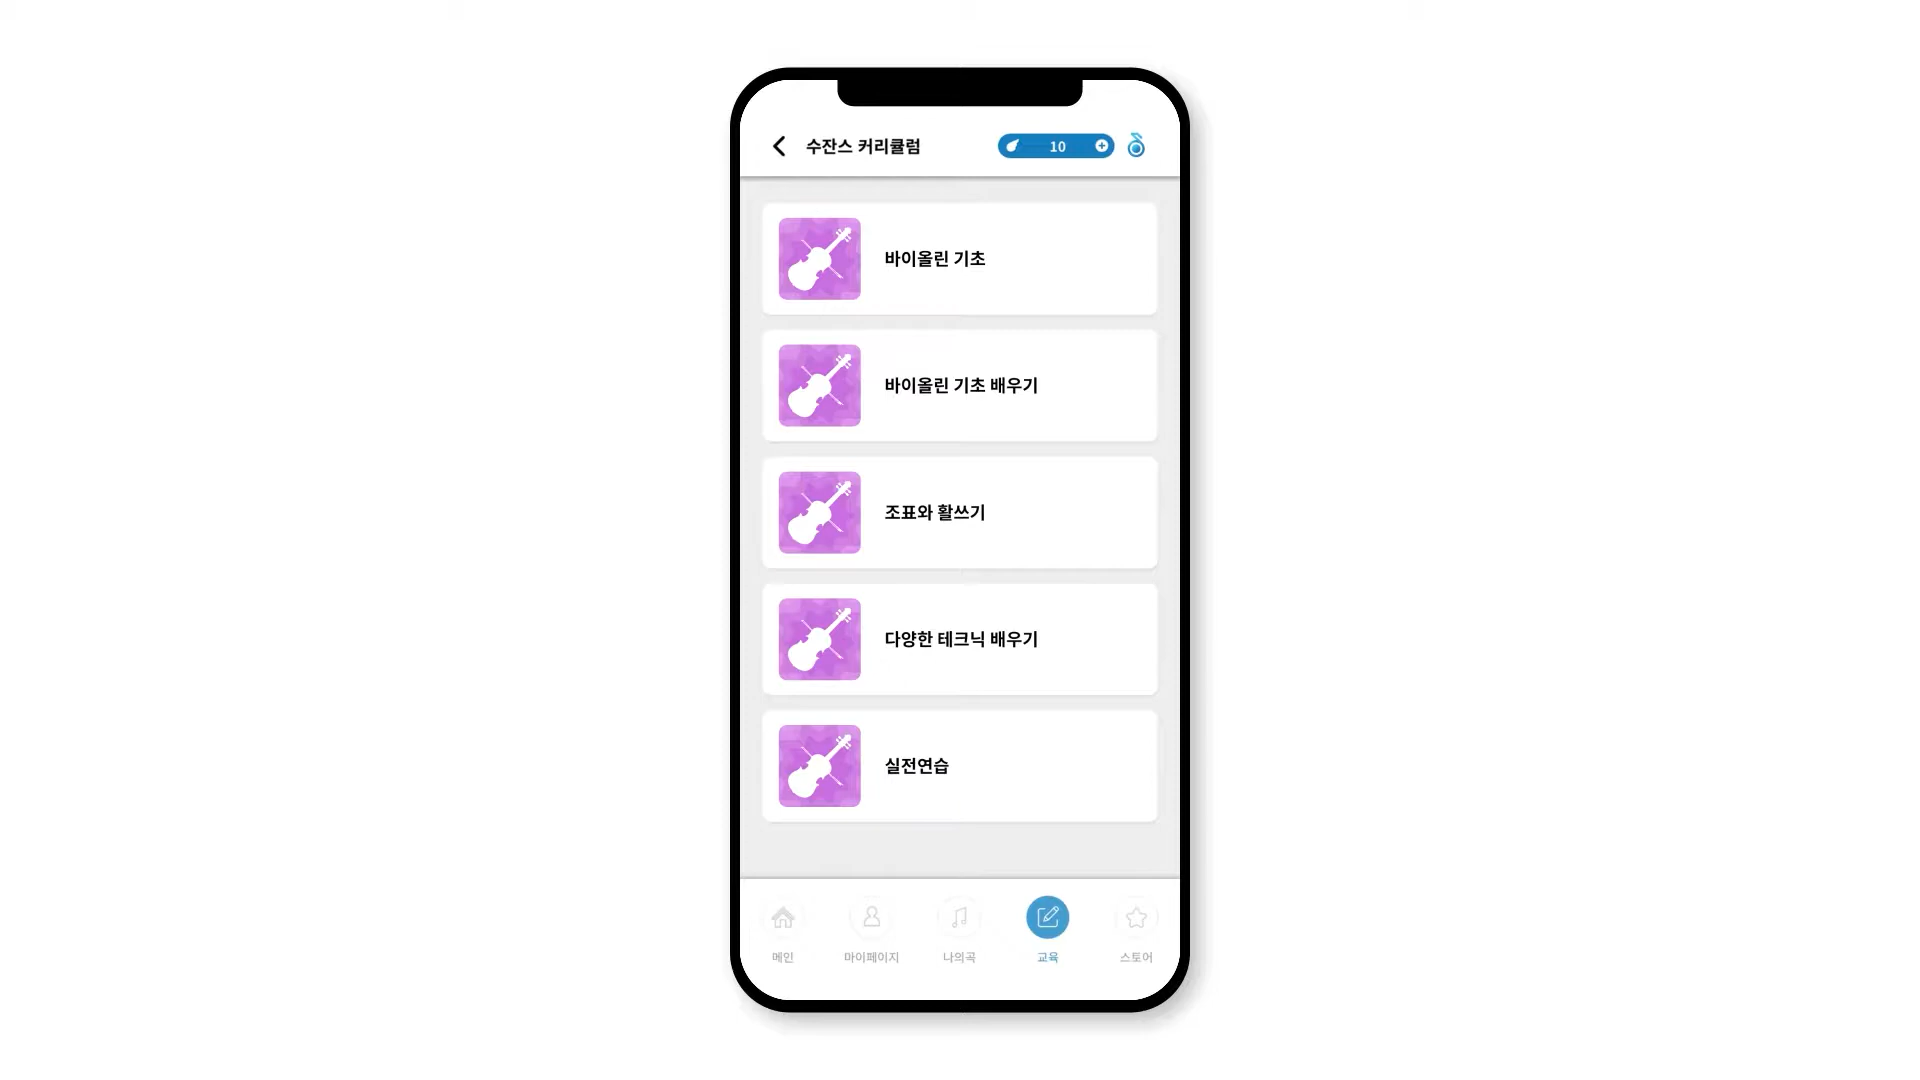 수잔스 커리큘럼
10
바이올린 기초
바이올린 기초 배우기
조표와 활쓰기
다양한 테크닉 배우기
실전연습
메인
마이페이지
나의곡
교육
스토어